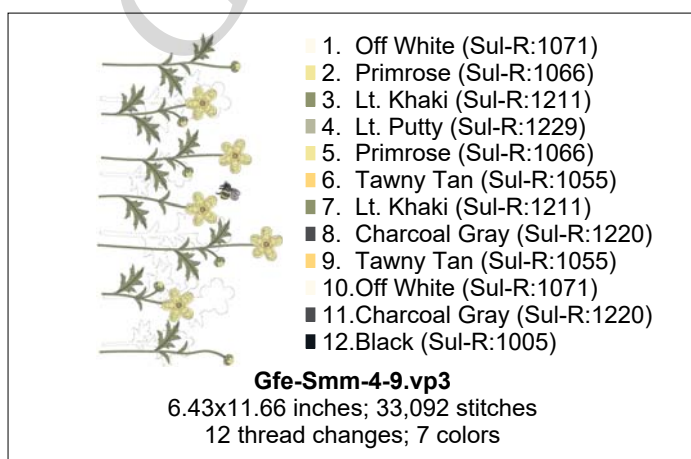 1. Off White (Sul-R:1071)
2. Primrose (Sul-R:1066)
3. Lt. Khaki (Sul-R:1211)
4. Lt. Putty (Sul-R:1229)
5. Primrose (Sul-R:1066)
6. Tawny Tan (Sul-R:1055)
7. Lt. Khaki (Sul-R:1211)
8. Charcoal Gray (Sul-R:1220)
9. Tawny Tan (Sul-R:1055)
10.Off White (Sul-R:1071)
11.Charcoal Gray (Sul-R:1220)
12.Black (Sul-R:1005)
Gfe-Smm-4-9.vp3
6.43x11.66 inches; 33,092 stitches
12 thread changes; 7 colors